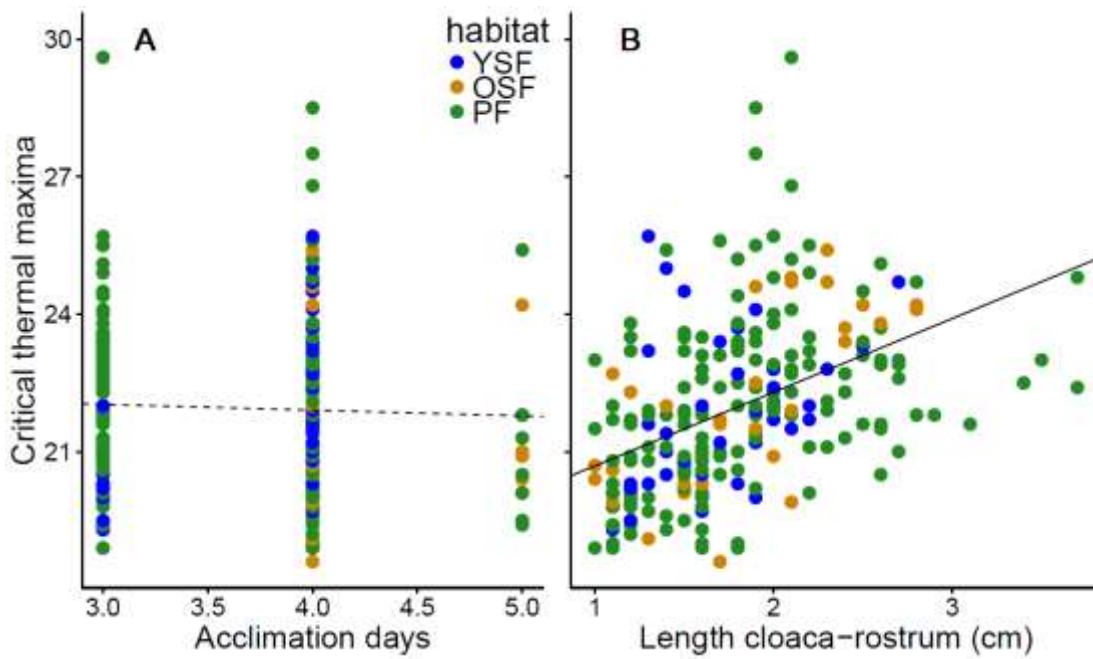 A
habitat
YSF
OSF
PF
B
Critical thermal maxima
30
27
24
21
3.0 3.5 4.0 4.5 5.0
Acclimation days
1 2 3
Length cloaca−rostrum (cm)